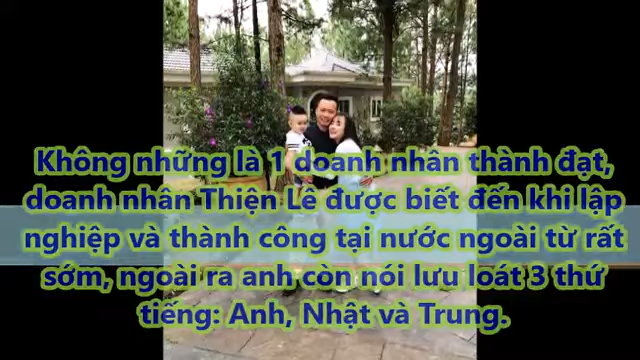 Không những là 1 doanh nhân thành đạt,
doanh nhân Thiện Lê được biết đến khi lập
nghiệp và thành công tại nước ngoài từ rất
sớm, ngoài ra anh còn nói lưu loát 3 thứ
tiếng: Anh, Nhật và Trung.